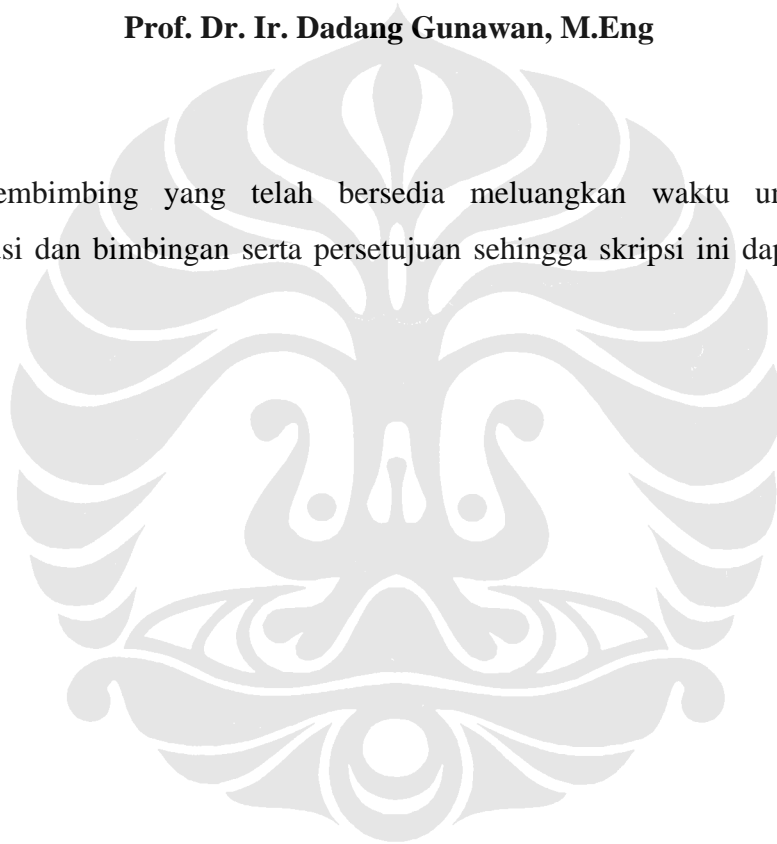 Prof. Dr. Ir. Dadang Gunawan, M.Eng
embimbing yang telah bersedia meluangkan waktu un
si dan bimbingan serta persetujuan sehingga skripsi ini dap